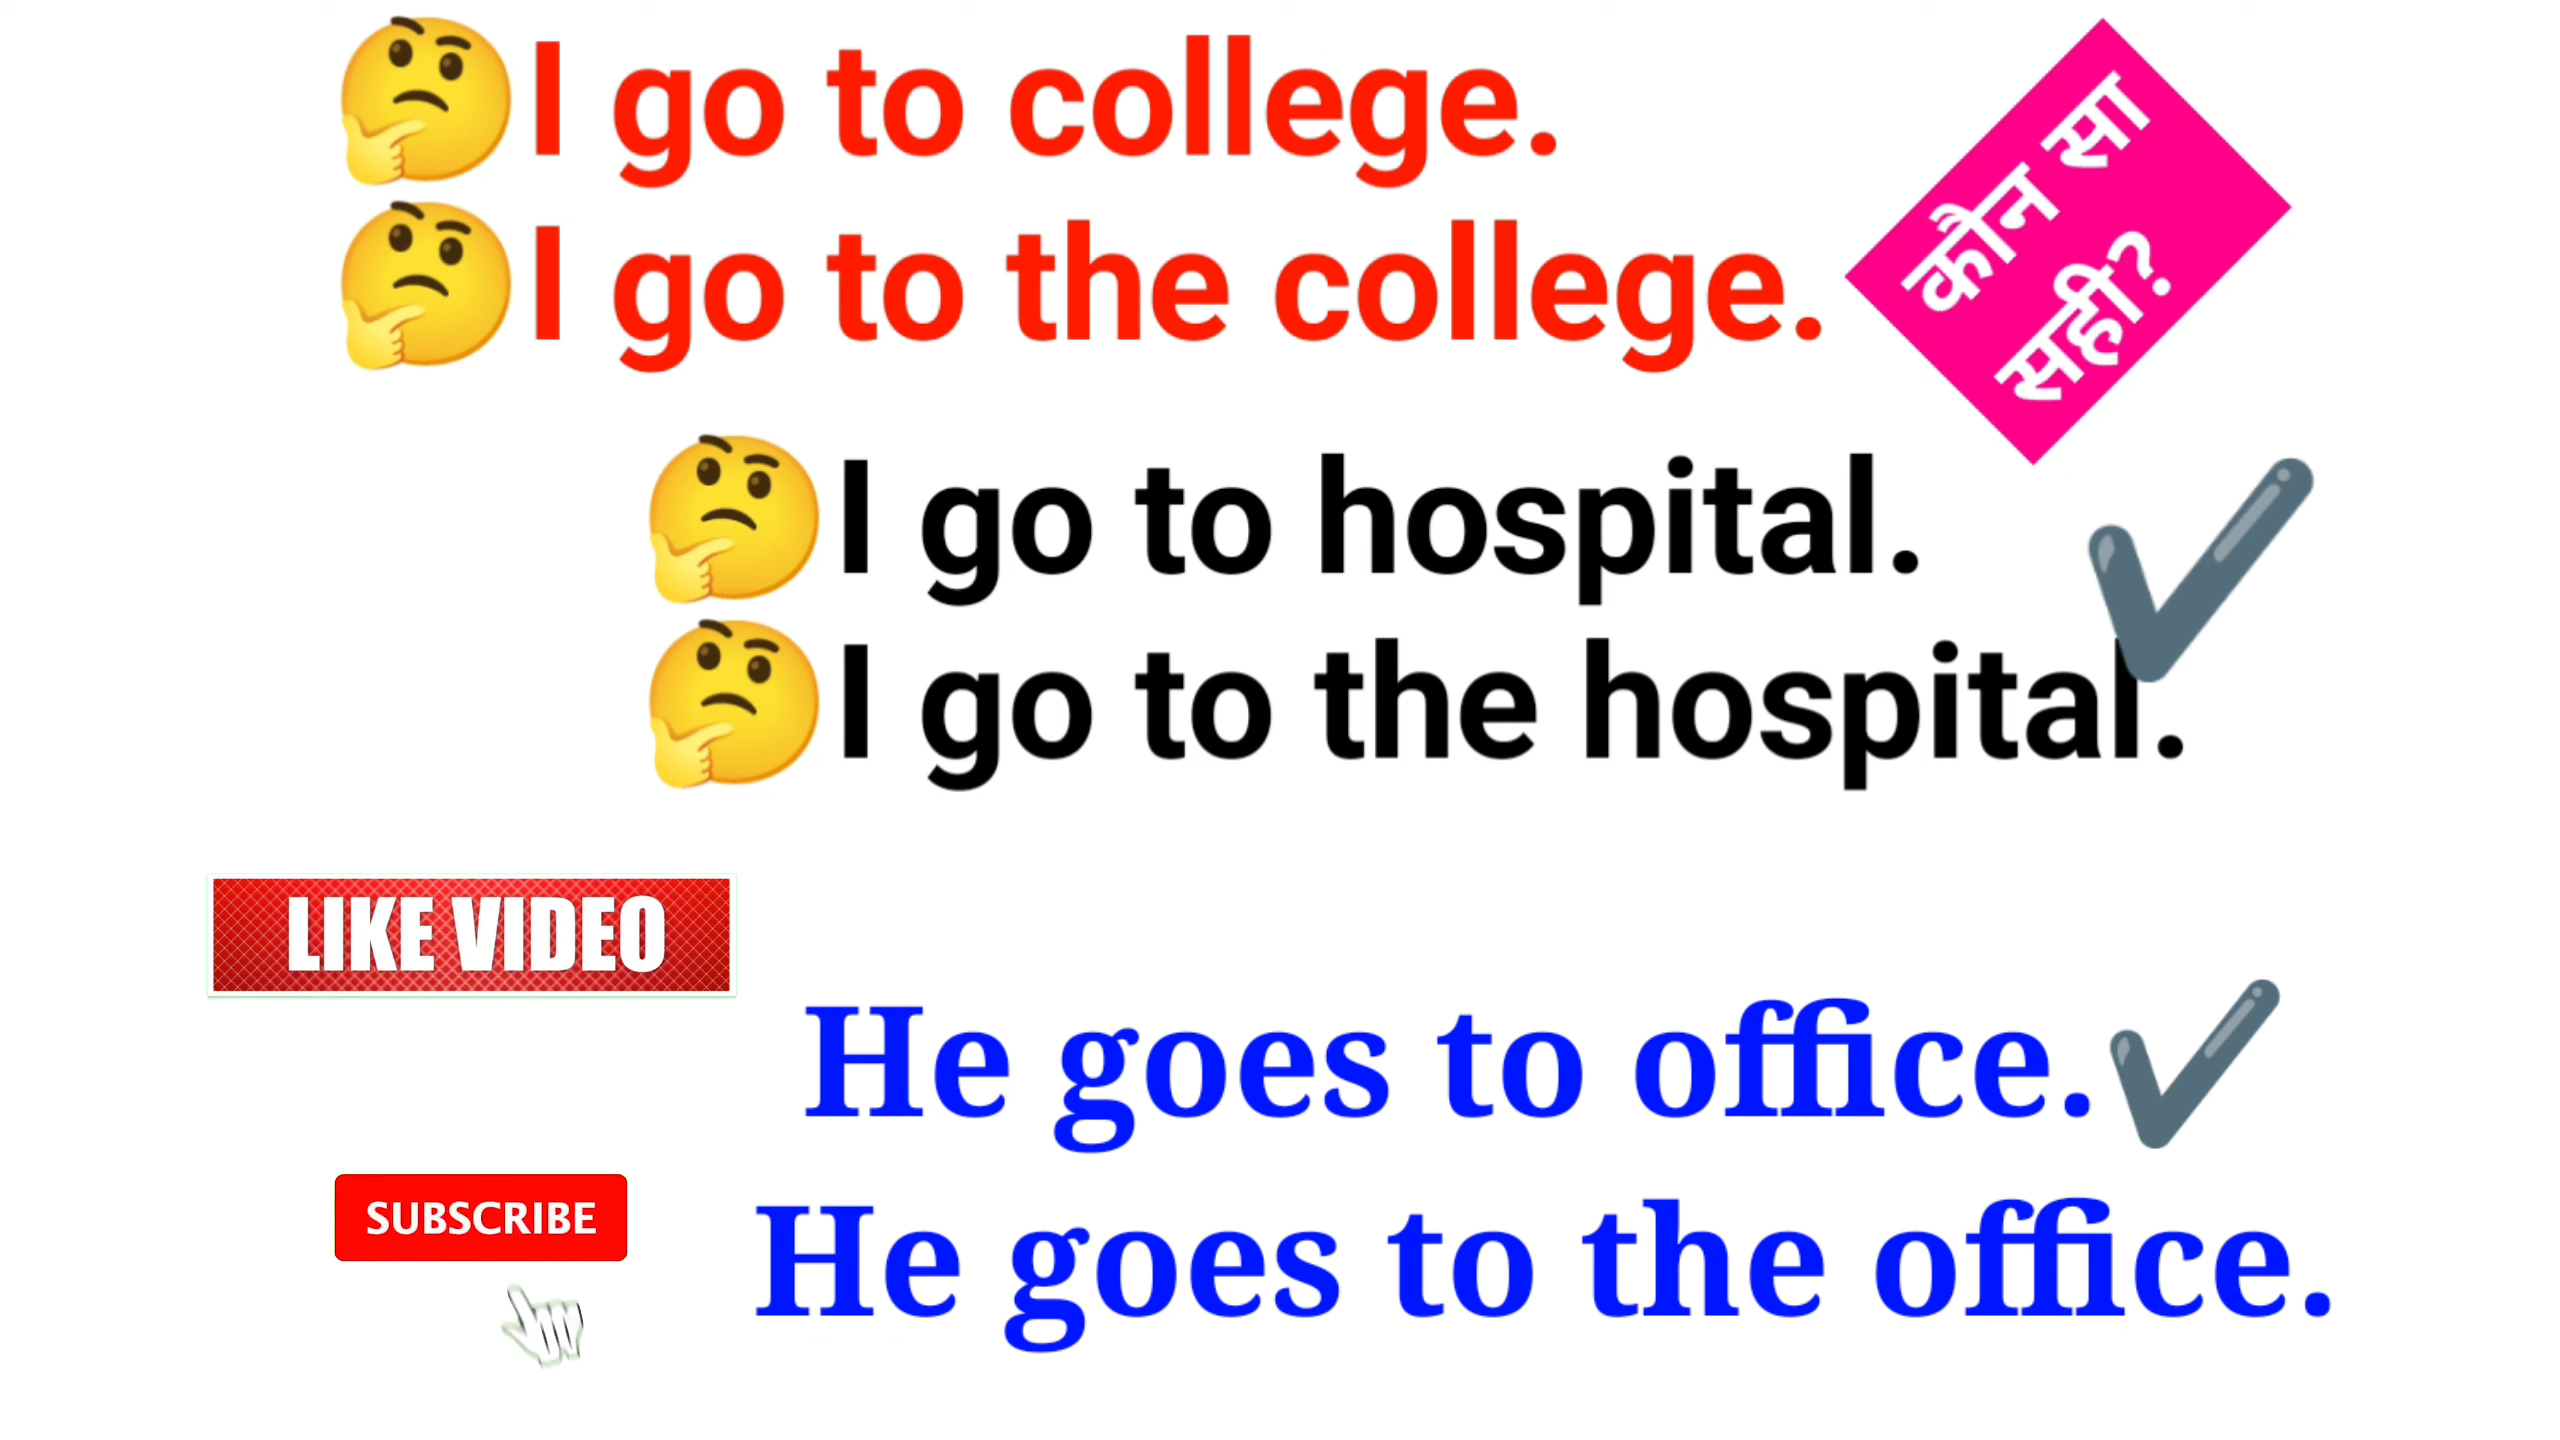 🤔I go to college.
🤔I go to the college.
कौन सा
सही?
🤔I go to hospital. ✔
🤔I go to the hospital.
LIKE VIDEO
He goes to office.✔
SUBSCRIBE
He goes to the office.